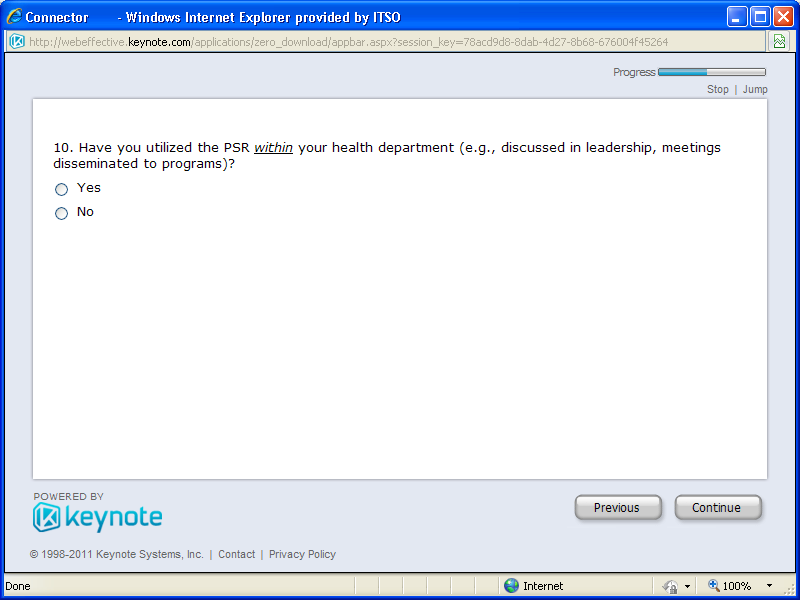 Connector - Windows Internet Explorer provided by ITSO
http://webeffective.keynote.com/applications/zero_download/appbar.aspx?session_key=78acd9d8-8dab-4d27-8b68-676004f45264
Progress
Stop | Jump
10. Have you utilized the PSR within your health department (e.g., discussed in leadership, meetings
disseminated to programs)?
Yes
No
POWERED BY
keynote
Previous Continue
© 1998-2011 Keynote Systems, Inc. | Contact | Privacy Policy
Done Internet 100%